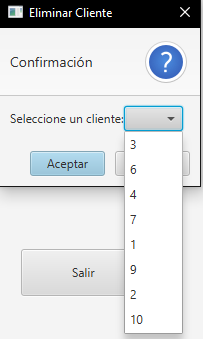 Eliminar Cliente
Confirmación
?
Seleccione un cliente:
Aceptar
3
6
4
7
1
9
2
10
Salir